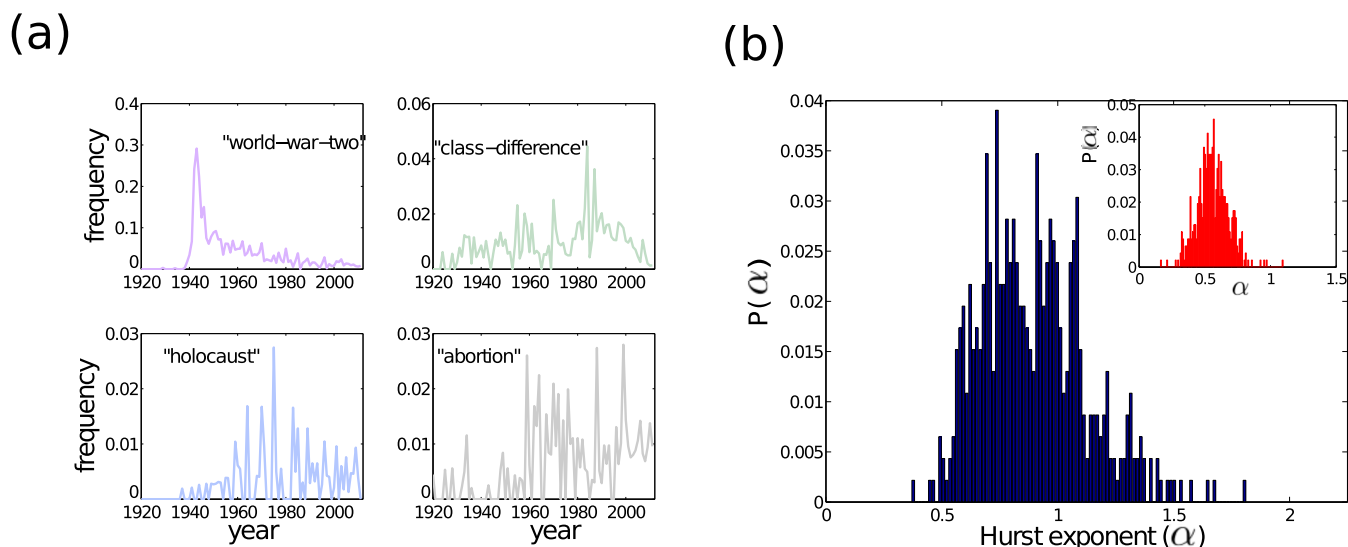 (a)
(b)
0.4
0.3
0.2
0.1
0
frequency
"world−war−two"
1920 1940 1960 1980 2000
0.06
0.04
0.02
0
"class−difference"
1920 1940 1960 1980 2000
0.03
0.02
0.01
0
frequency
"holocaust"
1920 1940 1960 1980 2000
year
0.03
0.02
0.01
0
"abortion"
1920 1940 1960 1980 2000
year
0.04
0.035
0.03
0.025
0.02
0.015
0.01
0.005
0
P(α)
0 0.5 1 1.5 2
Hurst exponent (α)
0.05
0.04
0.03
0.02
0.01
0
P(α)
0 0.5 1 1.5
α